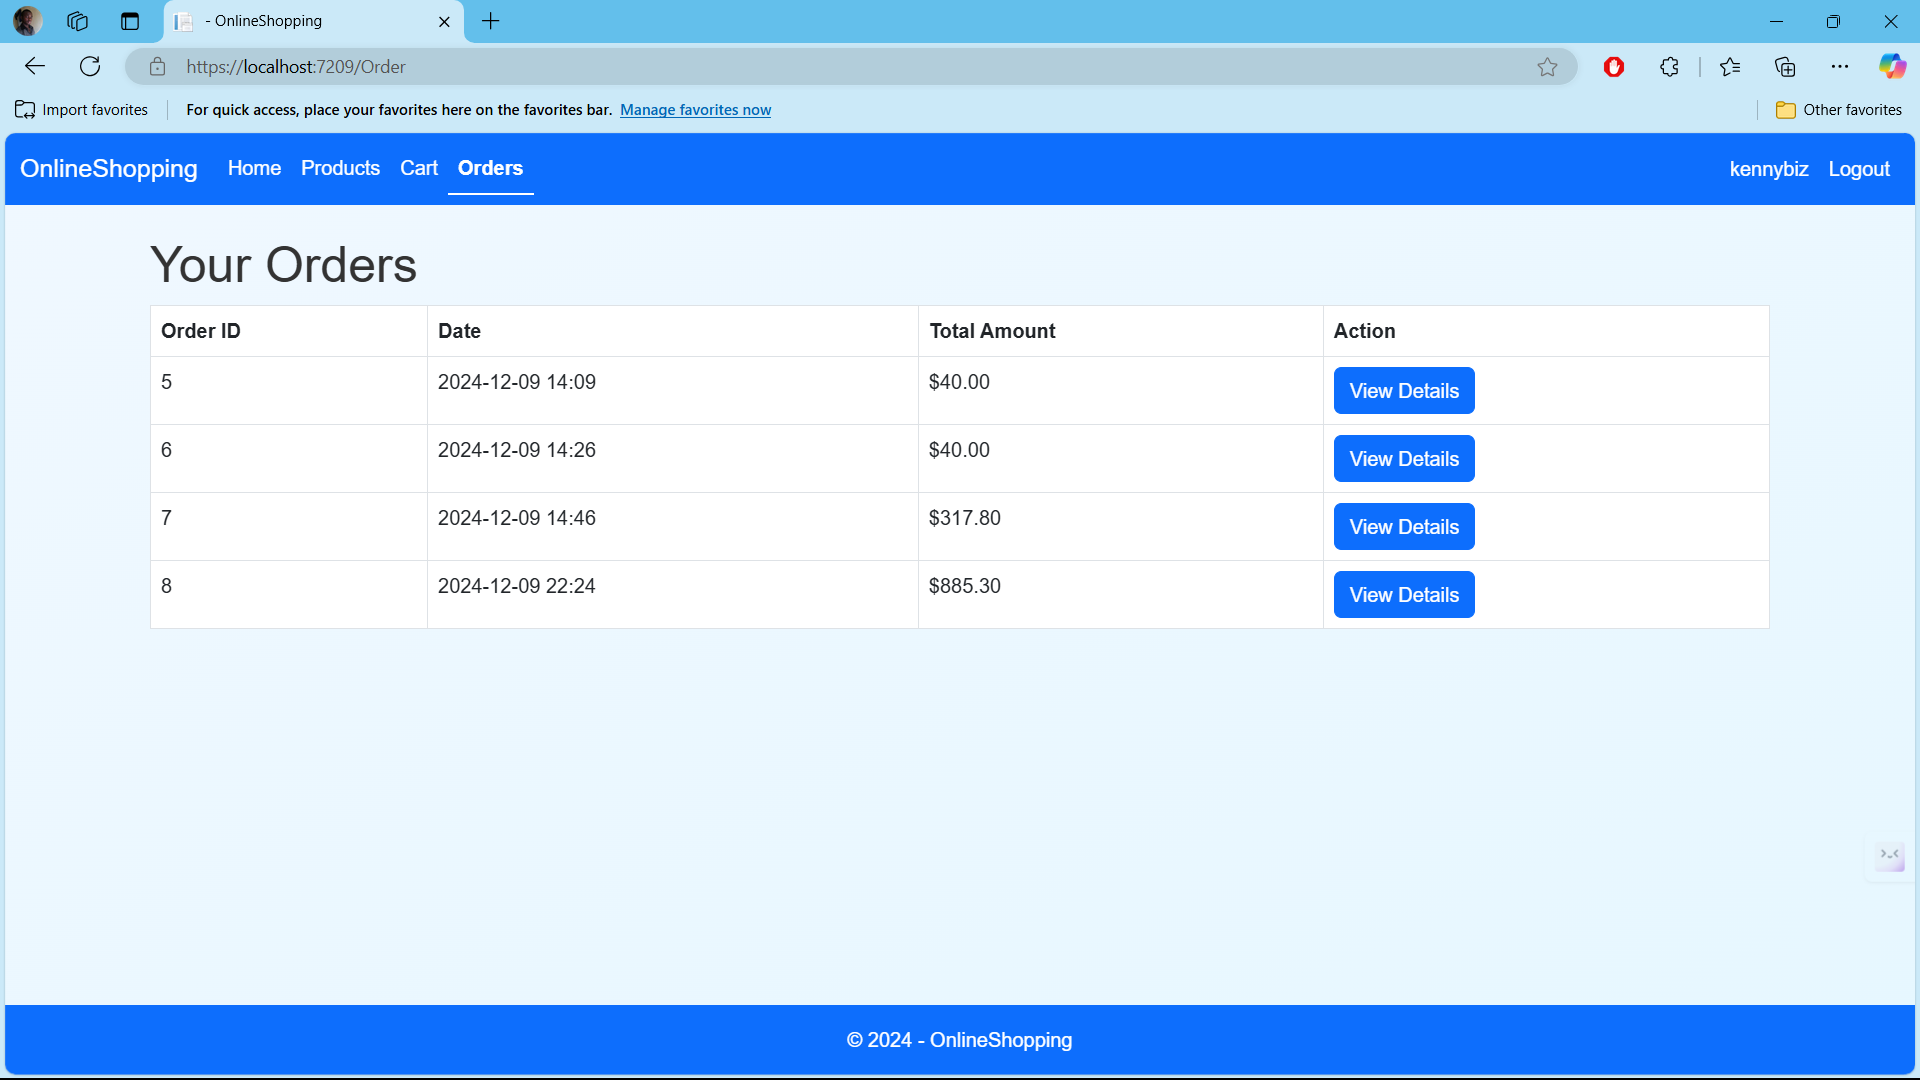 - OnlineShopping
https://localhost:7209/Order
Import favorites For quick access, place your favorites here on the favorites bar. Manage favorites now Other favorites
OnlineShopping Home Products Cart Orders kennybiz Logout
Your Orders
Order ID Date Total Amount Action
5 2024-12-09 14:09 $40.00 View Details
6 2024-12-09 14:26 $40.00 View Details
7 2024-12-09 14:46 $317.80 View Details
8 2024-12-09 22:24 $885.30 View Details
© 2024 - OnlineShopping